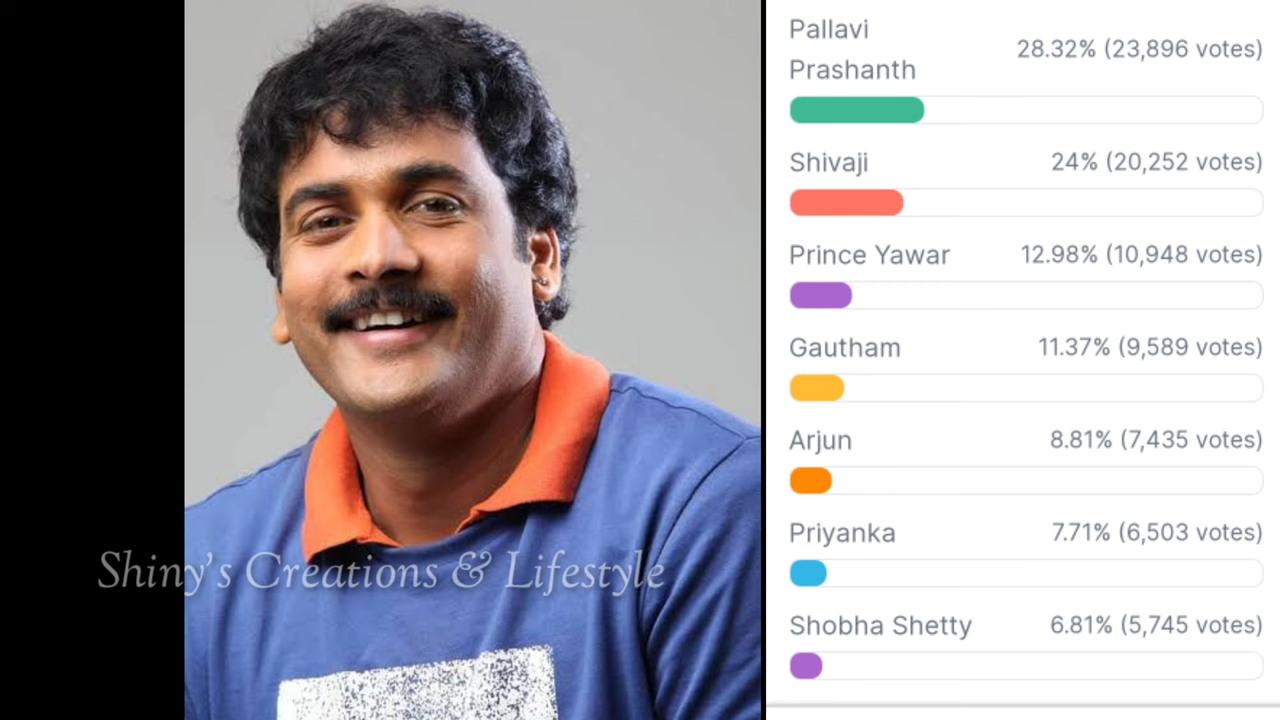 Shiny's Creations & Lifestyle
Pallavi
Prashanth
28.32% (23,896 votes)
Shivaji 24% (20,252 votes)
Prince Yawar 12.98% (10,948 votes)
Gautham 11.37% (9,589 votes)
Arjun 8.81% (7,435 votes)
Priyanka 7.71% (6,503 votes)
Shobha Shetty 6.81% (5,745 votes)